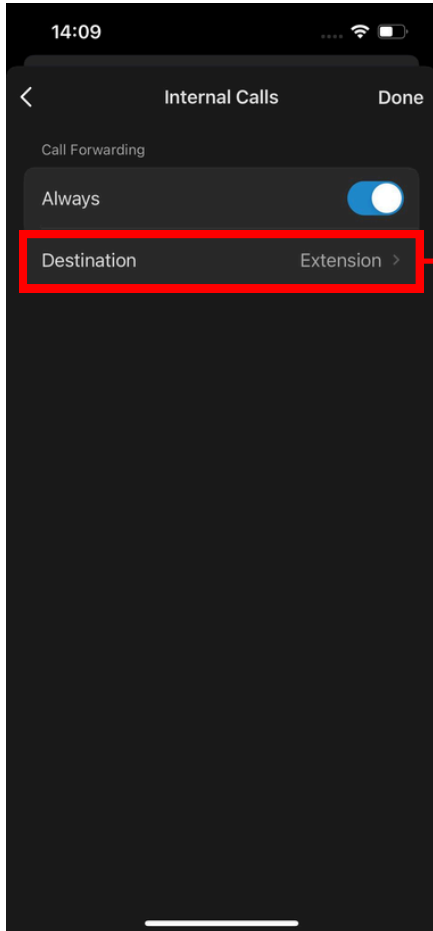 14:09
Internal Calls Done
Call Forwarding
Always
Destination Extension